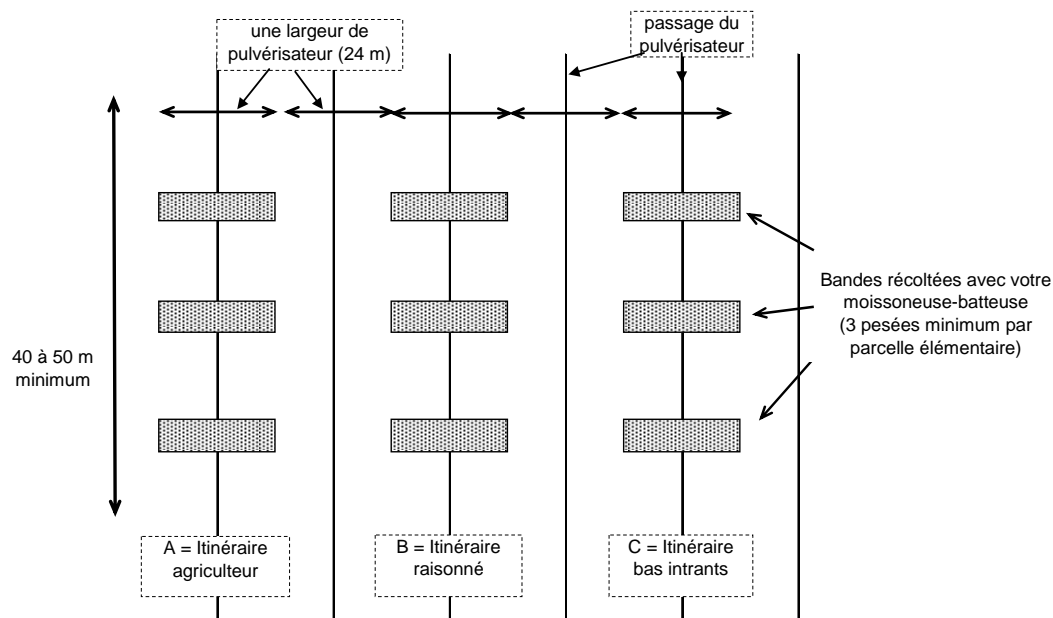 une largeur de
pulvérisateur (24 m)
passage du
pulvérisateur
40 à 50 m
minimum
Bandes récoltées avec votre
moissoneuse-batteuse
(3 pesées minimum par
parcelle élémentaire)
A = Itinéraire
agriculteur
B = Itinéraire
raisonné
C = Itinéraire
bas intrants